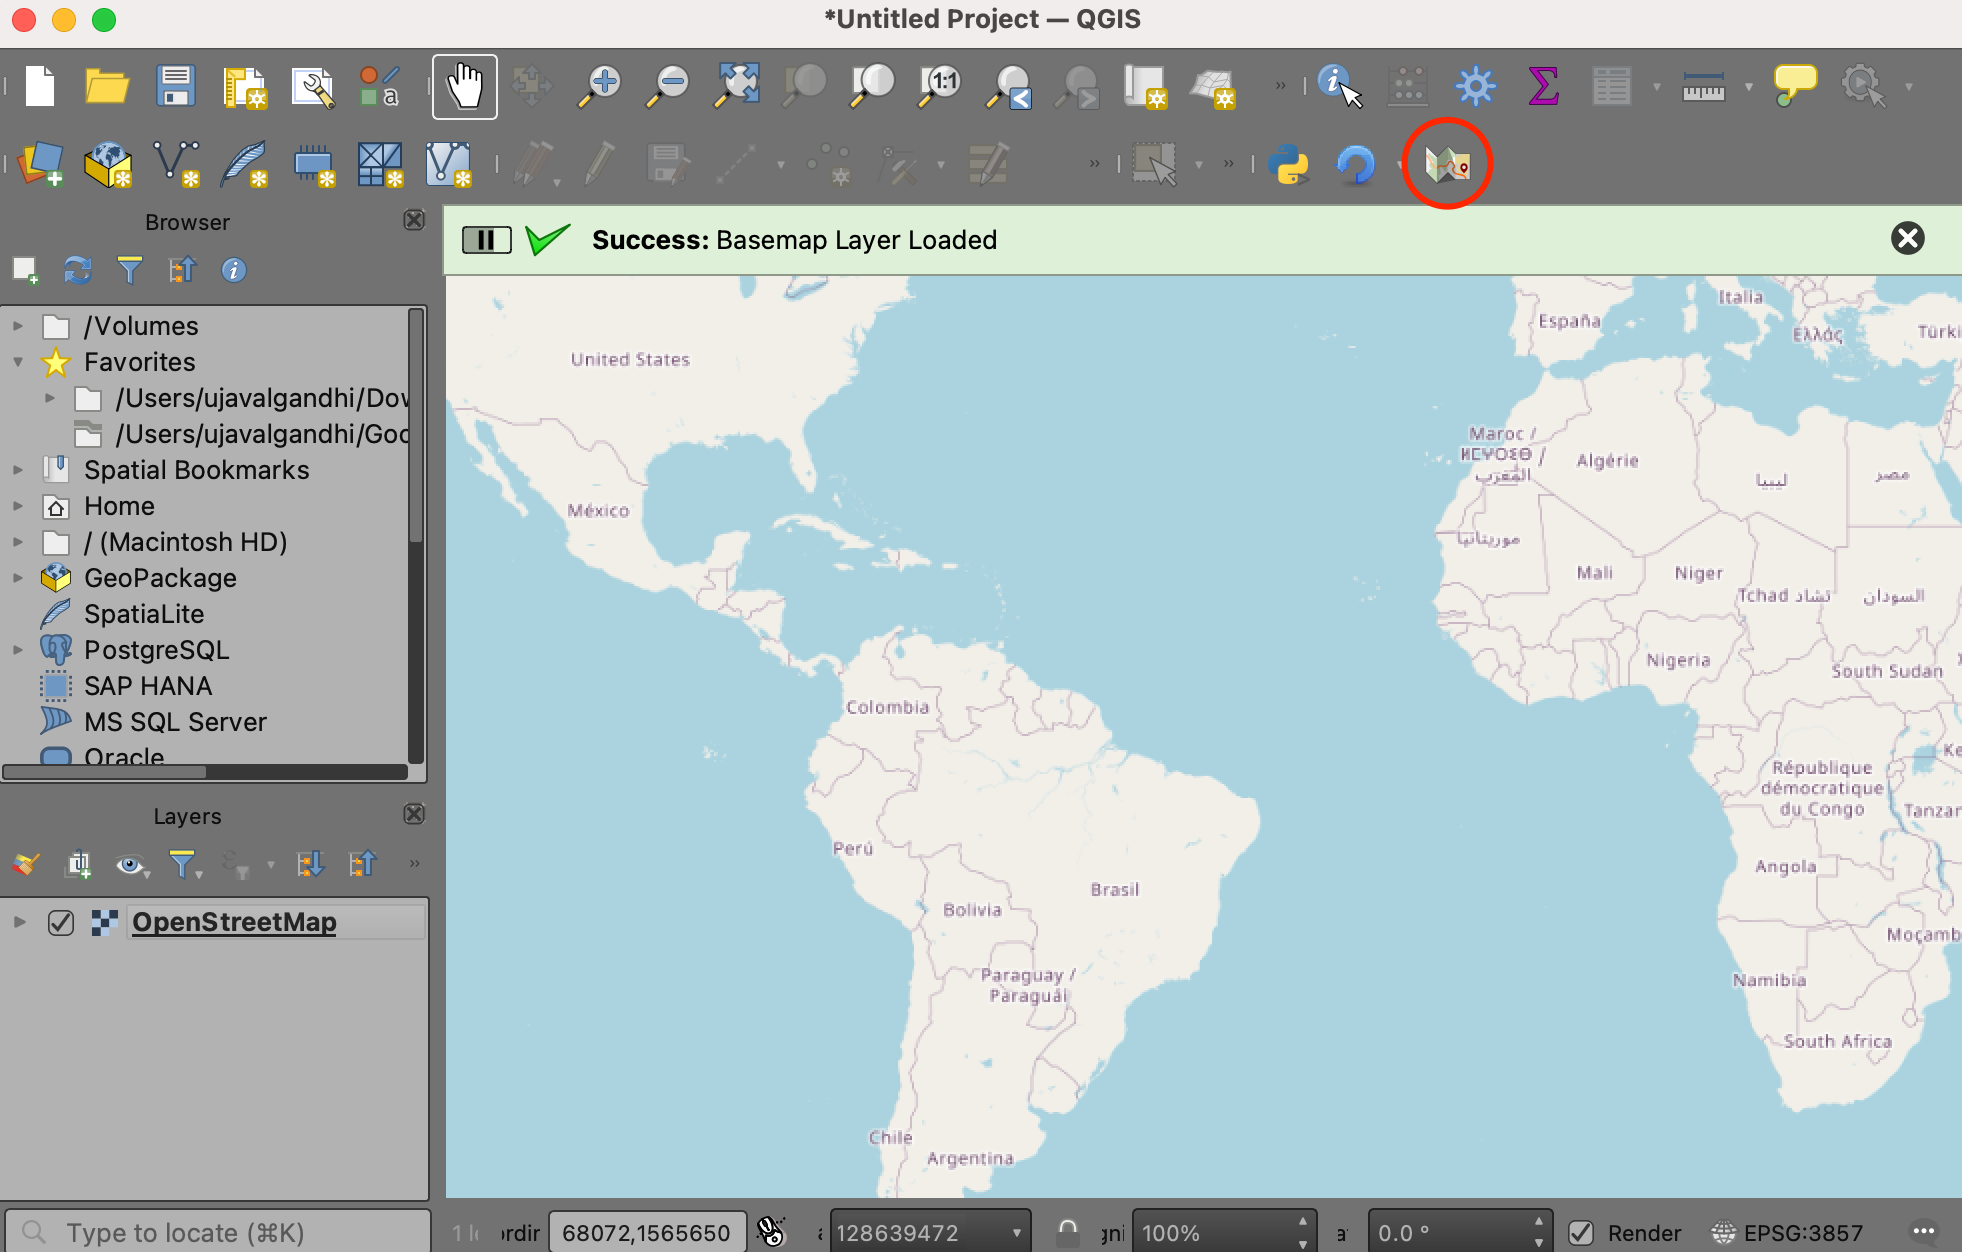 *Untitled Project — QGIS
1:1
a
Browser
Success: Basemap Layer Loaded
/Volumes
Favorites
/Users/ujavalgandhi/Dow
/Users/ujavalgandhi/Goo
Spatial Bookmarks
Home
/ (Macintosh HD)
GeoPackage
SpatiaLite
PostgreSQL
SAP HANA
MS SQL Server
Oracle
Layers
OpenStreetMap
Italia
España
Ελλάς
Türki
United States
Maroc /
ⵍⵎⵖⵔⵉⴱ /
المغرب
Algérie
ليبيا
مصر
México
موريتانيا
Mali
Niger
Tchad تشاد
السودان
Nigeria
South Sudan
Colombia
Ke
République
démocratique
du Congo
Tanzan
Perú
Angola
Brasil
Bolivia
Moçamb
Paraguay /
Paraguái
Namibia
South Africa
Chile
Argentina
Type to locate (⌘K)
ordir
68072,1565650
128639472
gni
100%
0.0 °
Render
EPSG:3857